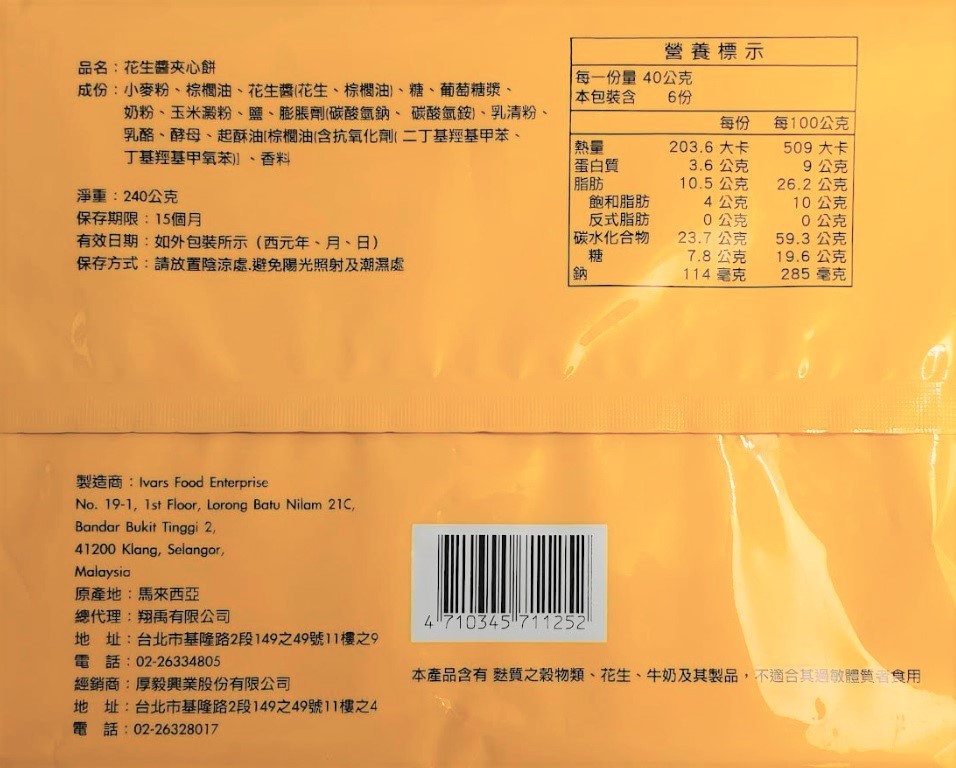 品名：花生醬夾心餅
成份：小麥粉、棕櫚油、花生醬(花生、棕櫚油)、糖、葡萄糖漿、
奶粉、玉米澱粉、鹽、膨脹劑(碳酸氫鈉、碳酸氫銨)、乳清粉、
乳酪、酵母、起酥油(棕櫚油(含抗氧化劑( 二丁基羥基甲苯、
丁基羥基甲氧苯)) 、香料
淨重：240公克
保存期限：15個月
有效日期：如外包裝所示（西元年、月、日）
保存方式：請放置陰涼處.避免陽光照射及潮濕處
營養標示
每一份量 40公克
本包裝含 6份
每份 每100公克
熱量 203.6 大卡 509 大卡
蛋白質 3.6 公克 9 公克
脂肪 10.5 公克 26.2 公克
飽和脂肪 4 公克 10 公克
反式脂肪 0 公克 0 公克
碳水化合物 23.7 公克 59.3 公克
糖 7.8 公克 19.6 公克
鈉 114 毫克 285 毫克
製造商：Ivars Food Enterprise
No. 19-1, 1st Floor, Lorong Batu Nilam 21C,
Bandar Bukit Tinggi 2,
41200 Klang, Selangor,
Malaysia
原產地：馬來西亞
總代理：翔禹有限公司
地 址：台北市基隆路2段149之49號11樓之9
電 話：02-26334805
經銷商：厚毅興業股份有限公司
地 址：台北市基隆路2段149之49號11樓之4
電 話：02-26328017
4 710345 711252
本產品含有 麩質之穀物類、花生、牛奶及其製品，不適合其過敏體質者食用